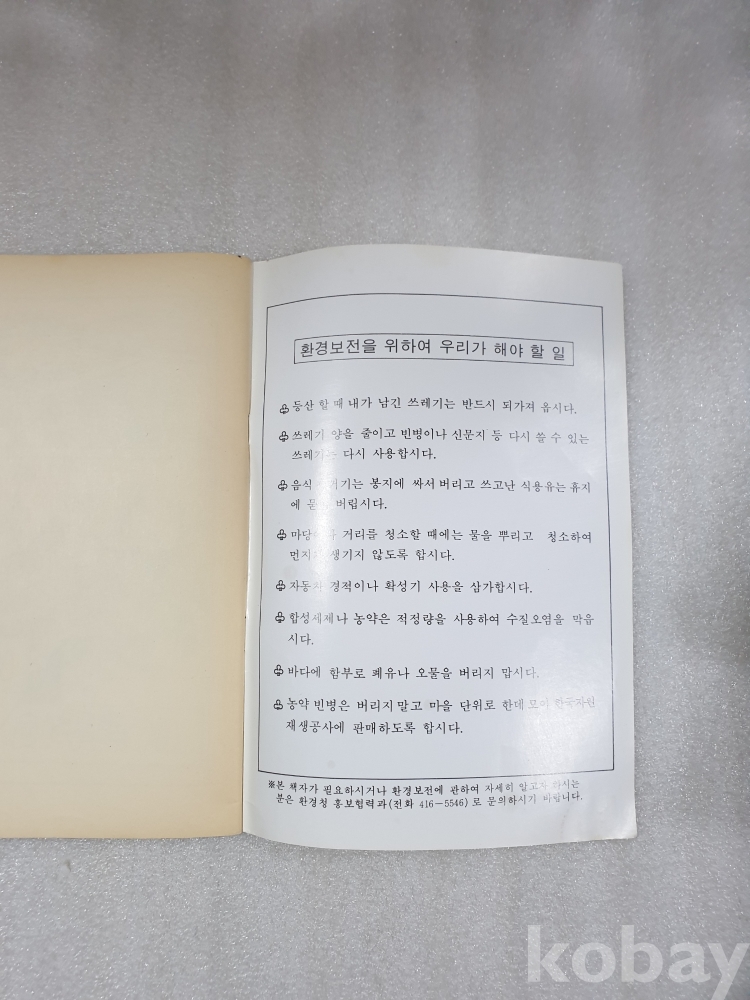 환경보전을 위하여 우리가 해야 할 일
♧등산 할 때 내가 남긴 쓰레기는 반드시 되가져 옵시다.
♧쓰레기 양을 줄이고 빈병이나 신문지 등 다시 쓸 수 있는
쓰레기는 다시 사용합시다.
♧음식 봉지에 싸서 버리고 쓰고난 식용유는 휴지
에 버립시다.
♧마당이나 거리를 청소할 때에는 물을 뿌리고 청소하여
먼지가 생기지 않도록 합시다.
♧자동차 경적이나 확성기 사용을 삼가합시다.
♧합성세제나 농약은 적정량을 사용하여 수질오염을 막읍
시다.
♧바다에 함부로 폐유나 오물을 버리지 맙시다.
♧농약 빈병은 버리지 말고 마을 단위로 한데 모아 한국자원
재생공사에 판매하도록 합시다.
※본 책자가 필요하시거나 환경보전에 관하여 자세히 알고자 하시는
분은 환경청 홍보협력과(전화 416-5546)로 문의하시기 바랍니다.
kobay